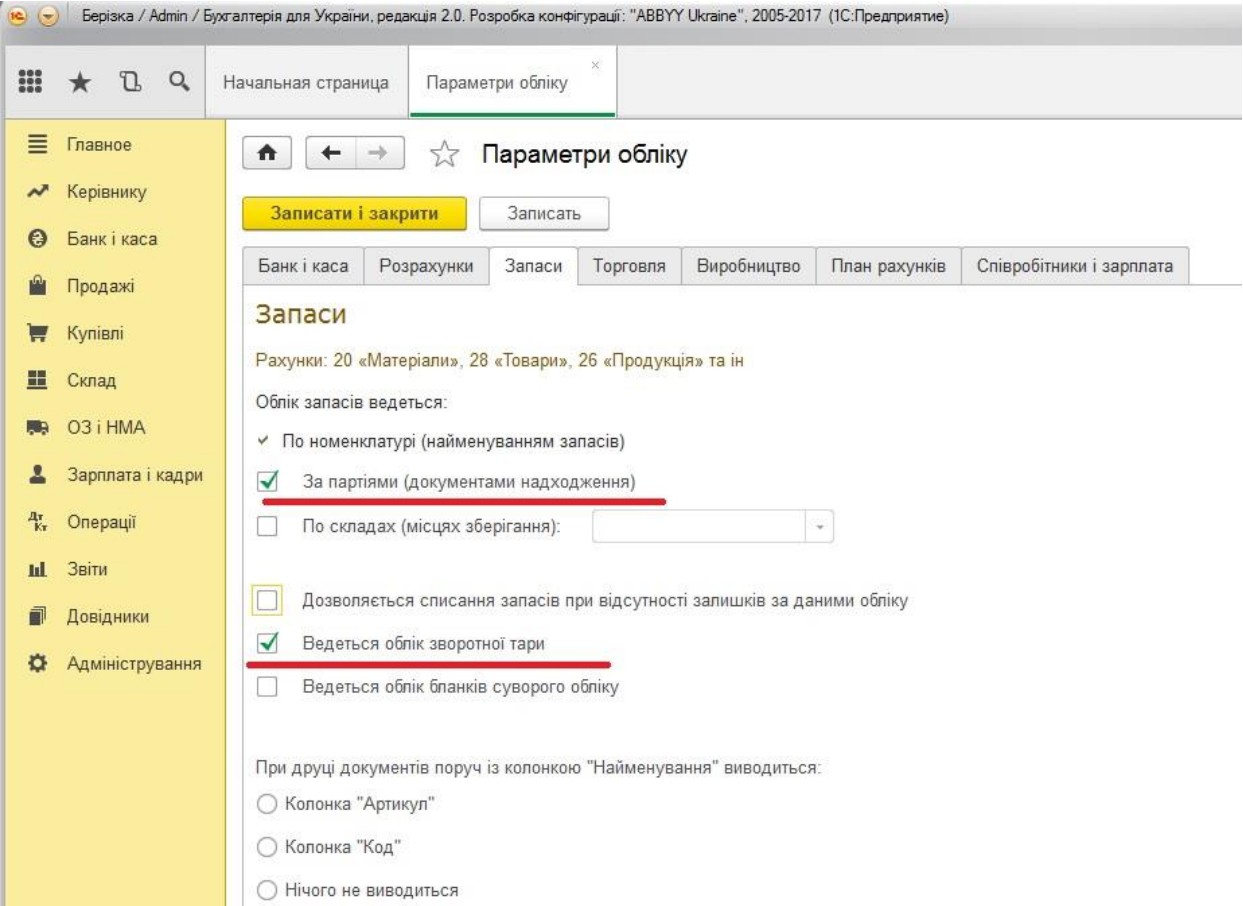 Берізка / Admin / Бухгалтерія для України, редакція 2.0. Розробка конфігурації: "ABBYY Ukraine", 2005-2017 (1С:Предприятие)
Начальная страница
Параметри обліку
Главное
Керівнику
Банк і каса
Продажі
Купівлі
Склад
ОЗ і НМА
Зарплата і кадри
Дт Кт Операції
Звіти
Довідники
Адміністрування
Параметри обліку
Записати і закрити Записать
Банк і каса Розрахунки Запаси Торговля Виробництво План рахунків Співробітники і зарплата
Запаси
Рахунки: 20 «Матеріали», 28 «Товари», 26 «Продукція» та ін
Облік запасів ведеться:
По номенклатурі (найменуванням запасів)
За партіями (документами надходження)
По складах (місцях зберігання):
Дозволяється списання запасів при відсутності залишків за даними обліку
Ведеться облік зворотної тари
Ведеться облік бланків суворого обліку
При друці документів поруч із колонкою "Найменування" виводиться:
Колонка "Артикул"
Колонка "Код"
Нічого не виводиться